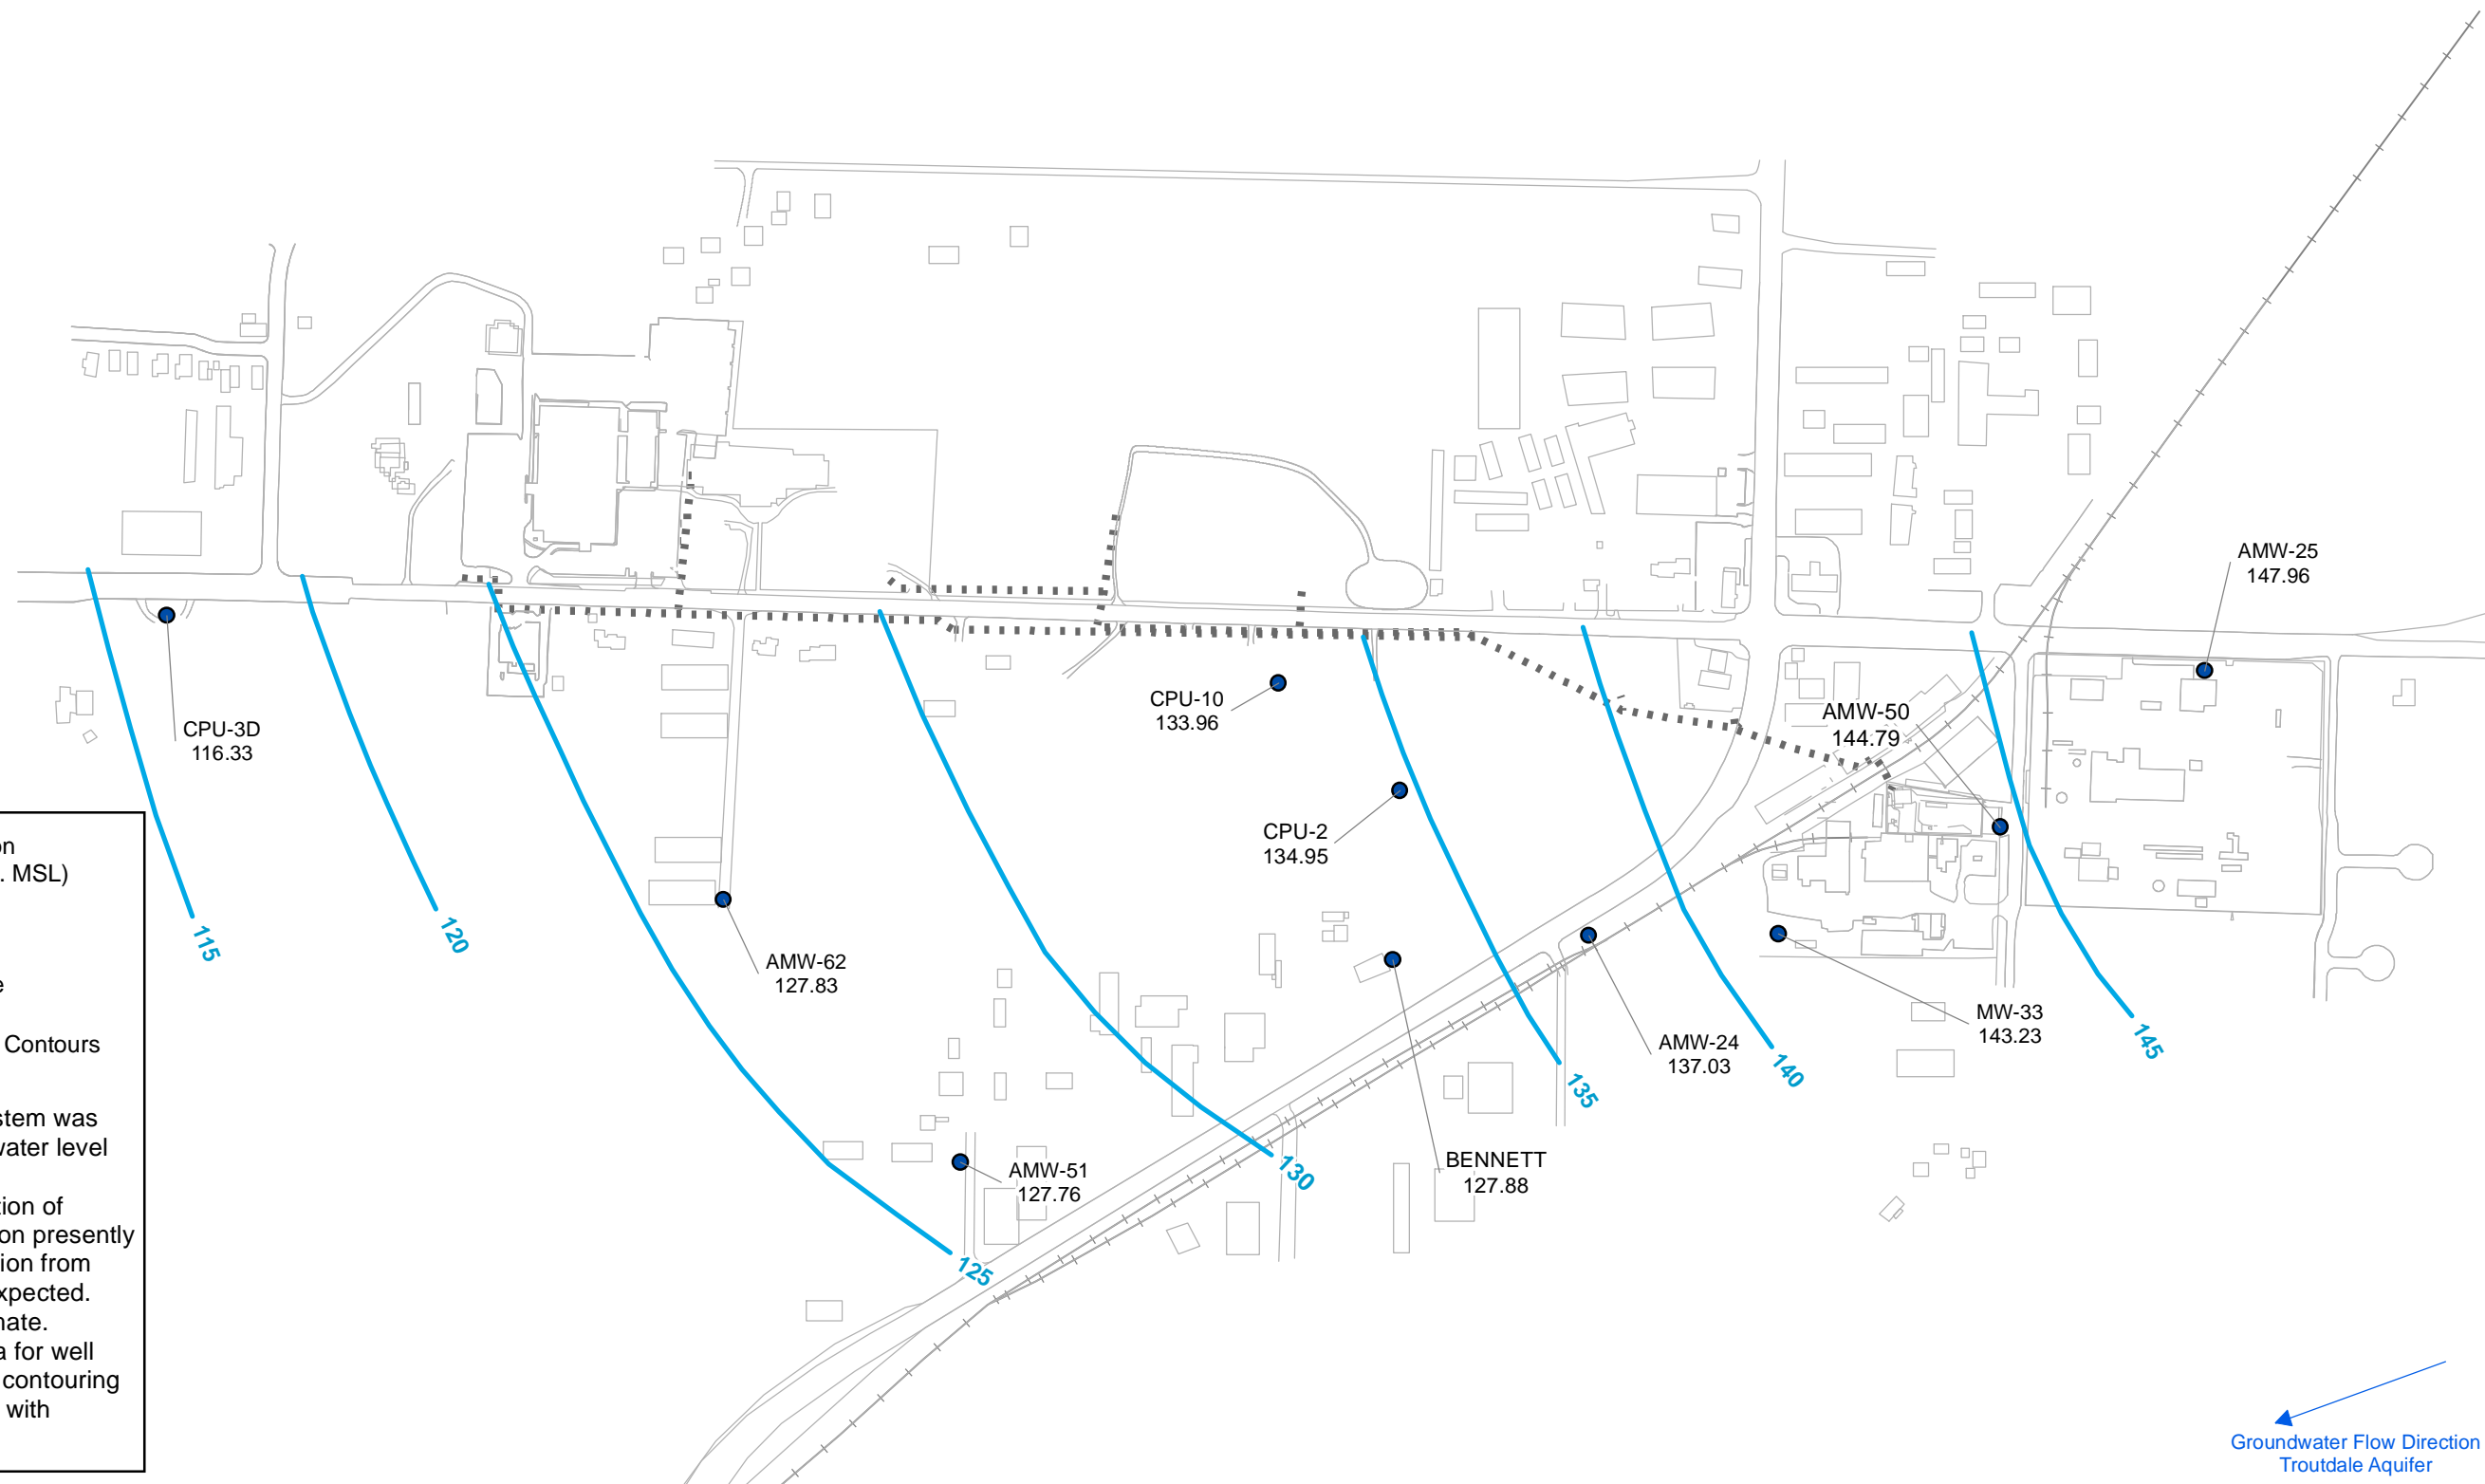 AMW-25
147.96
CPU-10
133.96
AMW-50
144.79
CPU-3D
116.33
CPU-2
134.95
AMW-62
127.83
MW-33
143.23
AMW-24
137.03
AMW-51
127.76
BENNETT
127.88
115
120
125
130
135
140
145
on
. MSL)
e
Contours
stem was
water level
tion of
on presently
tion from
xpected.
nate.
a for well
contouring
with
Groundwater Flow Direction
Troutdale Aquifer